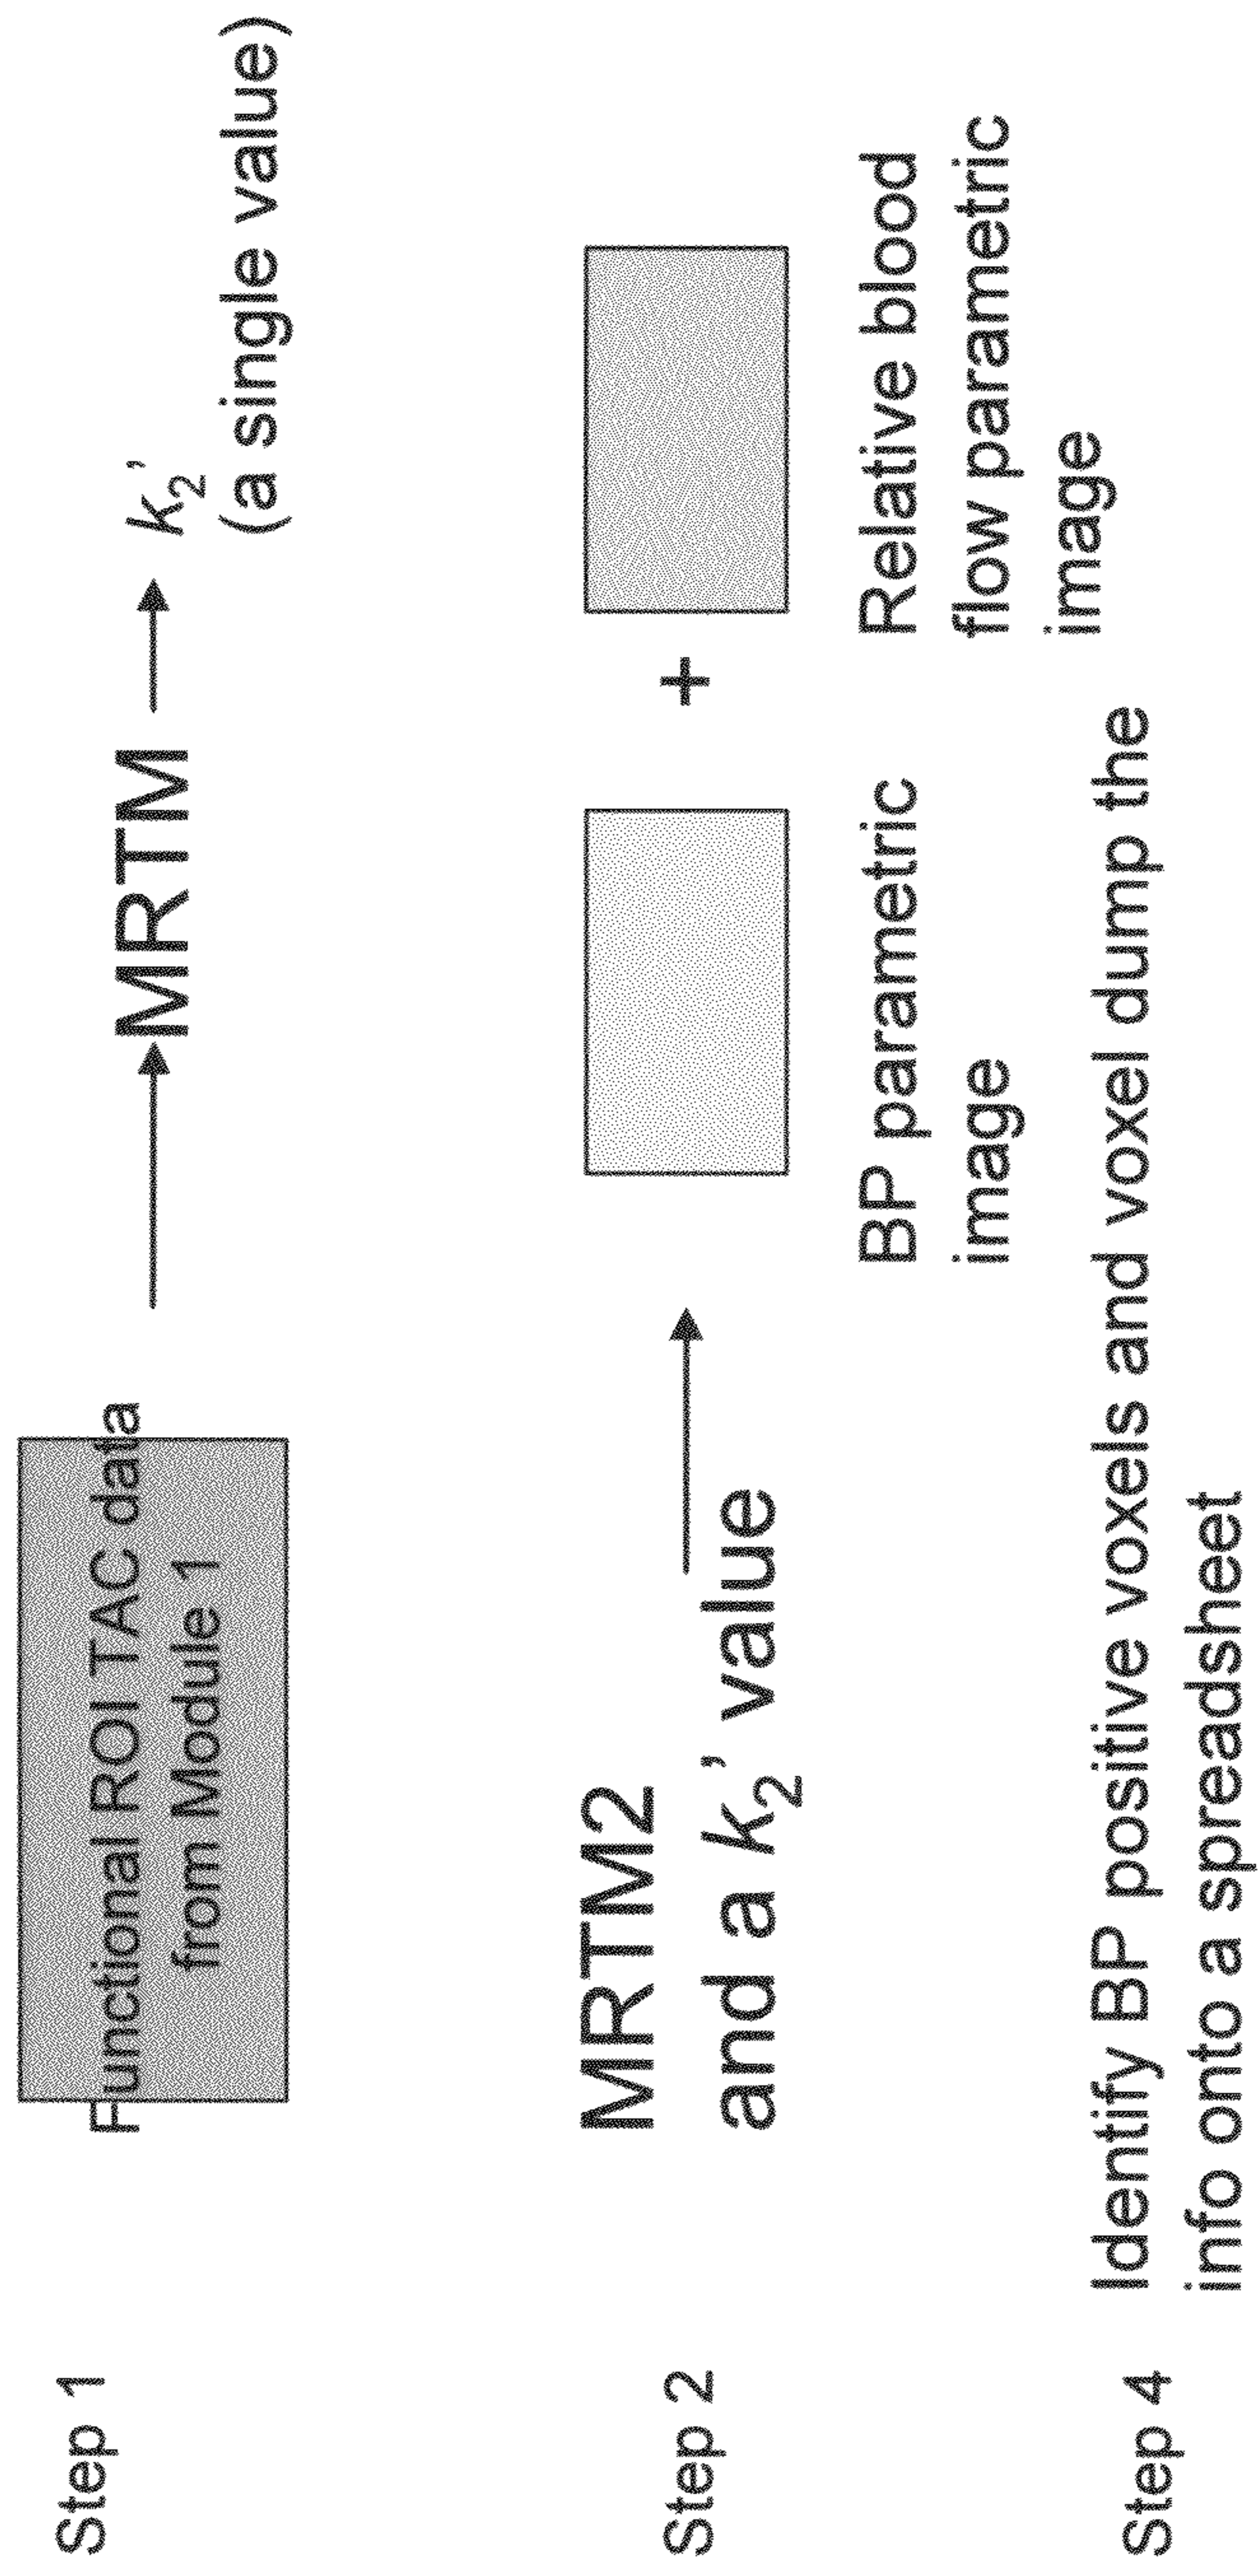 Step 1
Functional ROI TAC data
from Module 1
MRTM
k2'
(a single value)
Step 2
MRTM2
and a k2' value
BP parametric
image
+
Relative blood
flow parametric
image
Step 4
Identify BP positive voxels and voxel dump the
info onto a spreadsheet